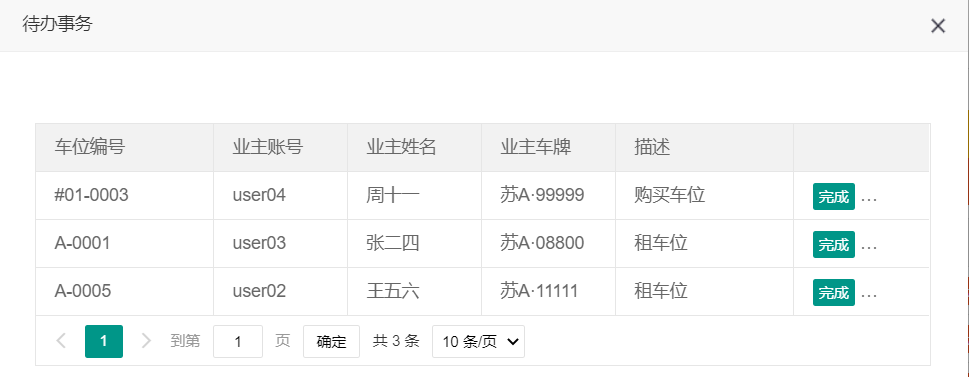 待办事务
车位编号 业主账号 业主姓名 业主车牌 描述
#01-0003 user04 周十一 苏A·99999 购买车位 完成 ...
A-0001 user03 张二四 苏A·08800 租车位 完成 ...
A-0005 user02 王五六 苏A·11111 租车位 完成 ...
1 到第 1 页 确定 共 3 条 10 条/页